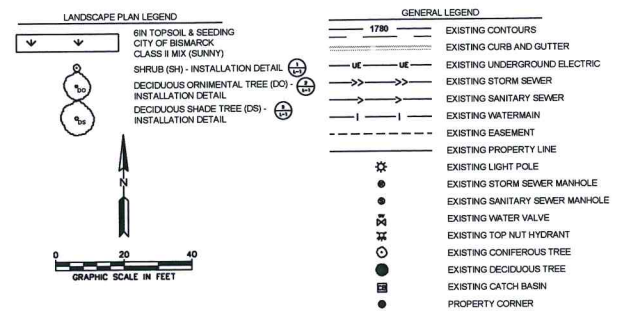 LANDSCAPE PLAN LEGEND
6IN TOPSOIL & SEEDING
CITY OF BISMARCK
CLASS II MIX (SUNNY)
SHRUB (SH) - INSTALLATION DETAIL
DO
DECIDUOUS ORNIMENTAL TREE (DO) -
INSTALLATION DETAIL
DS
DECIDUOUS SHADE TREE (DS) -
INSTALLATION DETAIL
N
0 20 40
GRAPHIC SCALE IN FEET
GENERAL LEGEND
1780 EXISTING CONTOURS
EXISTING CURB AND GUTTER
UE UE EXISTING UNDERGROUND ELECTRIC
>> >> EXISTING STORM SEWER
> > EXISTING SANITARY SEWER
I I EXISTING WATERMAIN
EXISTING EASEMENT
EXISTING PROPERTY LINE
EXISTING LIGHT POLE
EXISTING STORM SEWER MANHOLE
EXISTING SANITARY SEWER MANHOLE
EXISTING WATER VALVE
EXISTING TOP NUT HYDRANT
EXISTING CONIFEROUS TREE
EXISTING DECIDUOUS TREE
EXISTING CATCH BASIN
PROPERTY CORNER